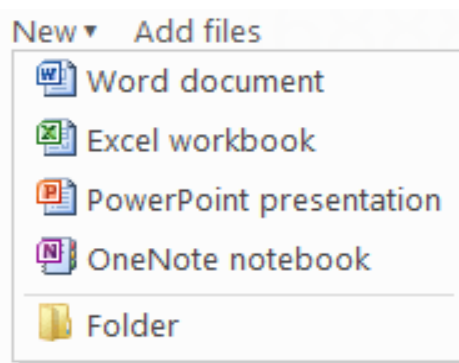 New▾ Add files
Word document
Excel workbook
PowerPoint presentation
OneNote notebook
Folder